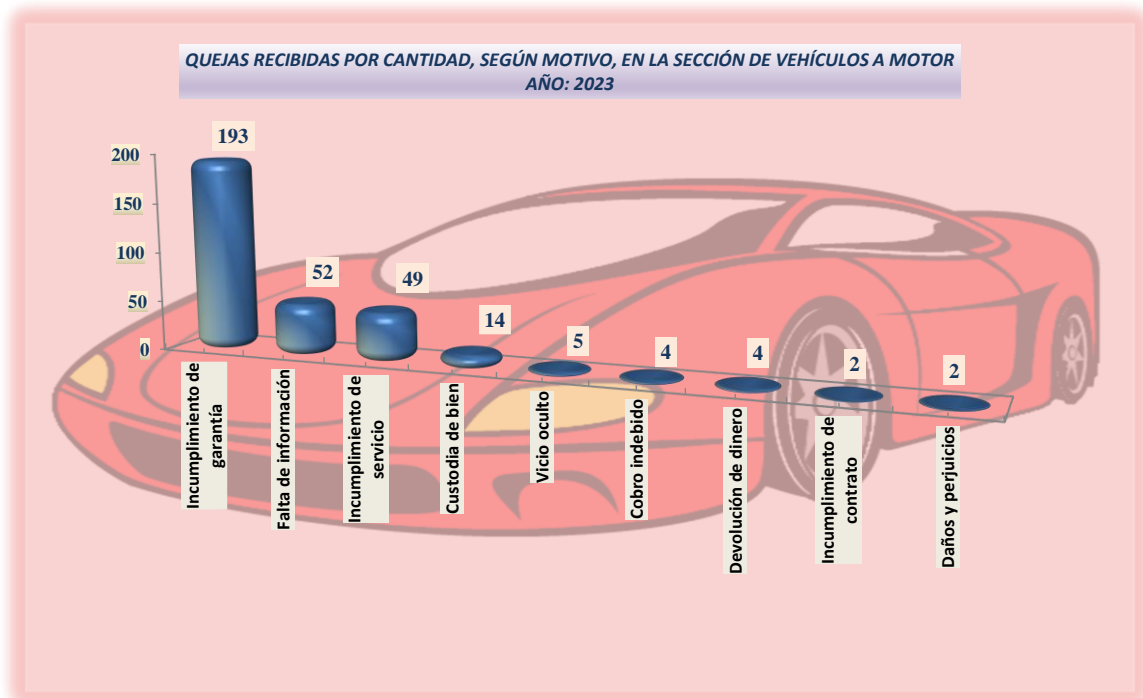 QUEJAS RECIBIDAS POR CANTIDAD, SEGÚN MOTIVO, EN LA SECCIÓN DE VEHÍCULOS A MOTOR
AÑO: 2023
193
200
150
100
50
0
52
49
14
5
4
4
2
2
Incumplimiento de
garantía
Falta de información
Incumplimiento de
servicio
Custodia de bien
Vicio oculto
Cobro indebido
Devolución de dinero
Incumplimiento de
contrato
Daños y perjuicios